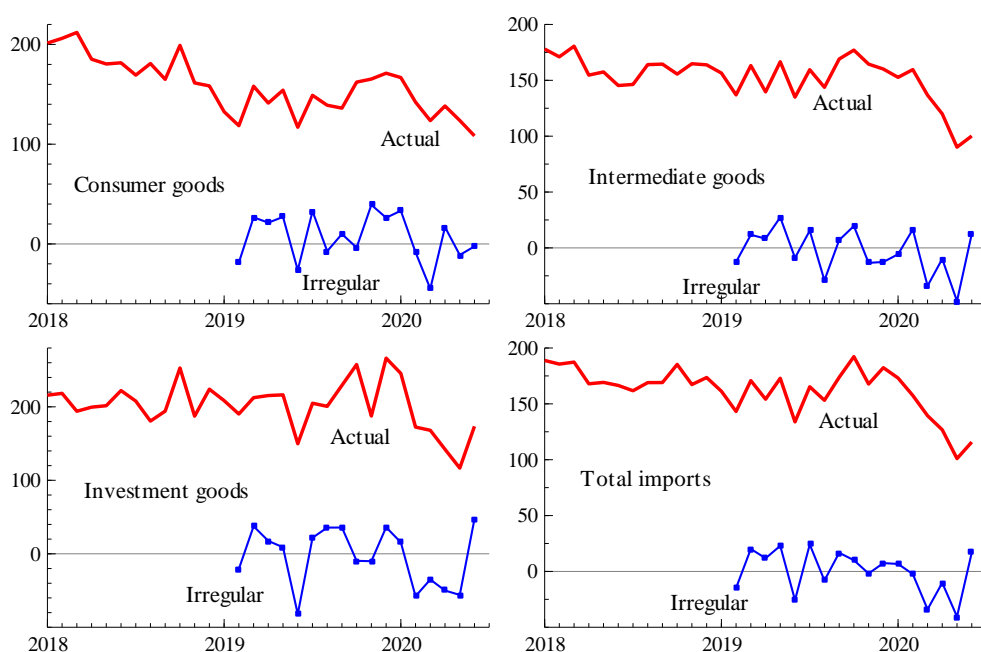 200
Actual
100
Consumer goods
0
Irregular
2018 2019 2020
200
150
Actual
100
Intermediate goods
50
0
Irregular
2018 2019 2020
200
Actual
100
Investment goods
0
Irregular
2018 2019 2020
200
150
Actual
100
Total imports
50
0
Irregular
2018 2019 2020